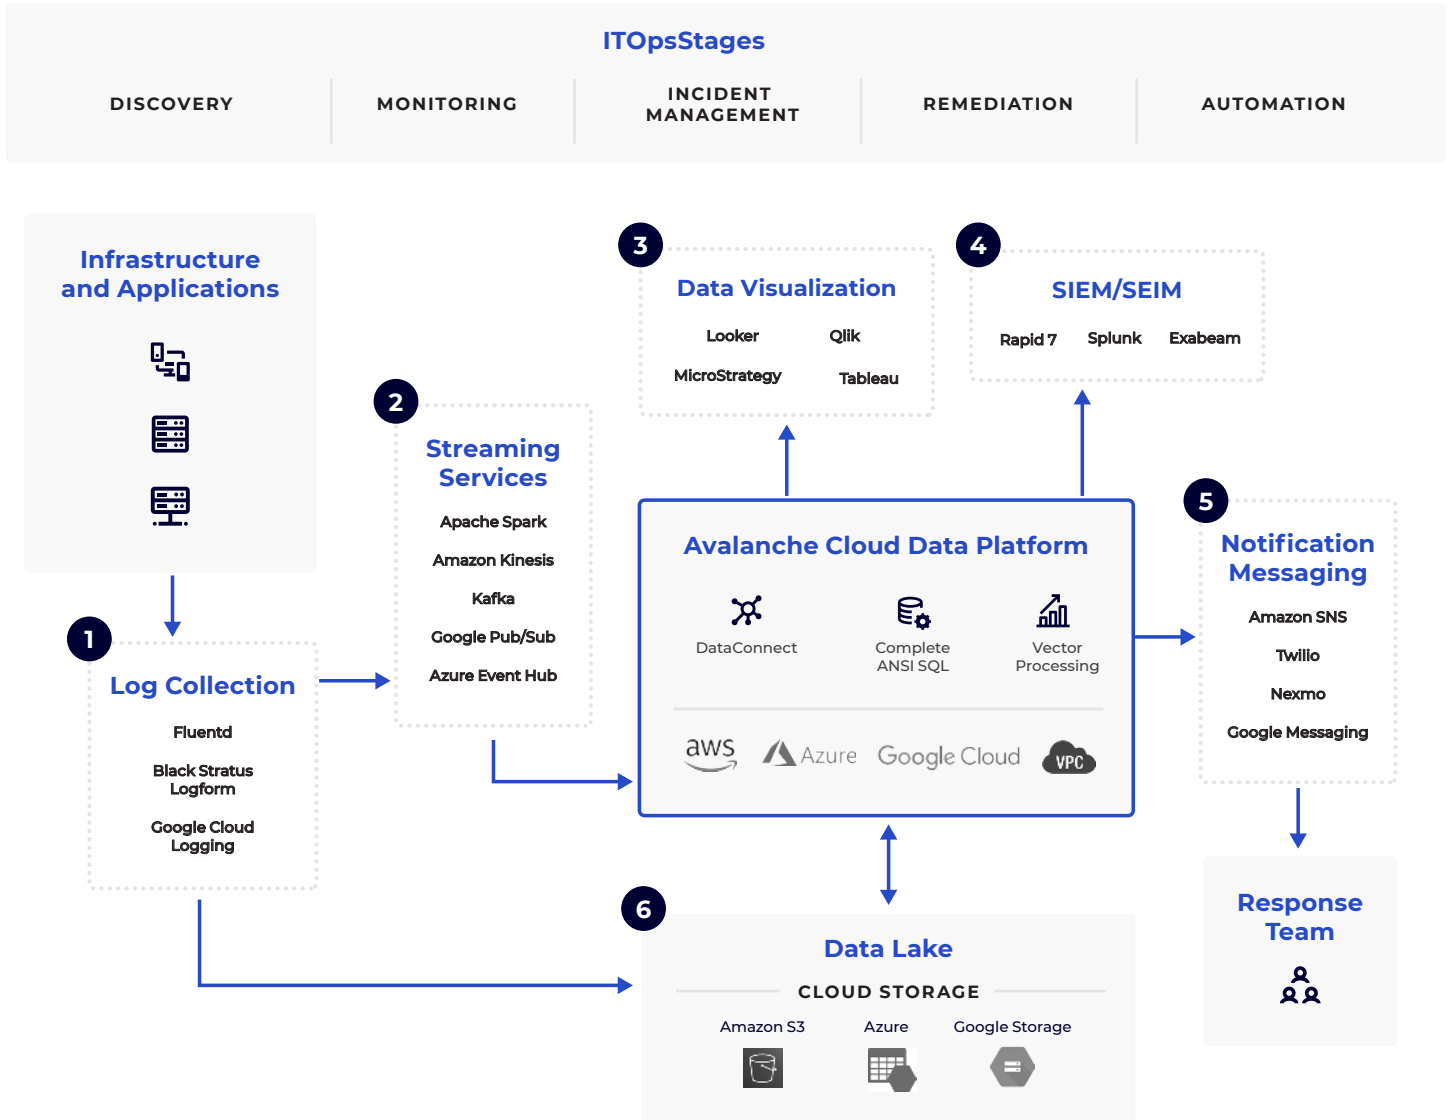 ITOpsStages
DISCOVERY
MONITORING
INCIDENT
MANAGEMENT
REMEDIATION
AUTOMATION
Infrastructure
and Applications
1
Log Collection
Fluentd
Black Stratus
Logform
Google Cloud
Logging
2
Streaming
Services
Apache Spark
Amazon Kinesis
Kafka
Google Pub/Sub
Azure Event Hub
3
Data Visualization
Looker
Qlik
MicroStrategy
Tableau
4
SIEM/SEIM
Rapid 7
Splunk
Exabeam
Avalanche Cloud Data Platform
DataConnect
Complete
ANSI SQL
Vector
Processing
aws
Azure
Google Cloud
VPC
5
Notification
Messaging
Amazon SNS
Twilio
Nexmo
Google Messaging
Response
Team
6
Data Lake
CLOUD STORAGE
Amazon S3
Azure
Google Storage